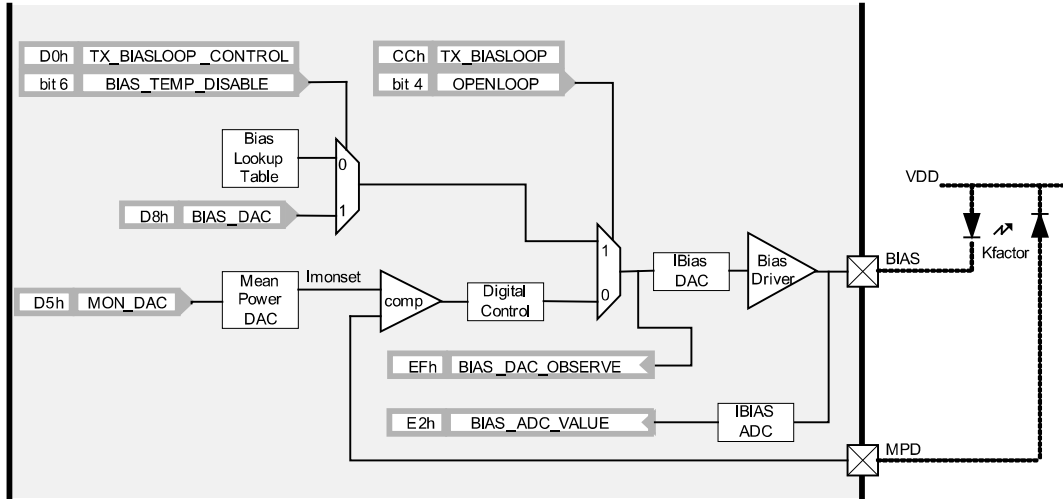 D0h TX_BIASLOOP_CONTROL
bit 6 BIAS_TEMP_DISABLE
CCh TX_BIASLOOP
bit 4 OPENLOOP
Bias
Lookup
Table
0
1
D8h BIAS_DAC
VDD
Kfactor
1
0
IBias
DAC
Bias
Driver
BIAS
D5h MON_DAC
Mean
Power
DAC
Imonset
comp
Digital
Control
EFh BIAS_DAC_OBSERVE
E2h BIAS_ADC_VALUE
IBIAS
ADC
MPD